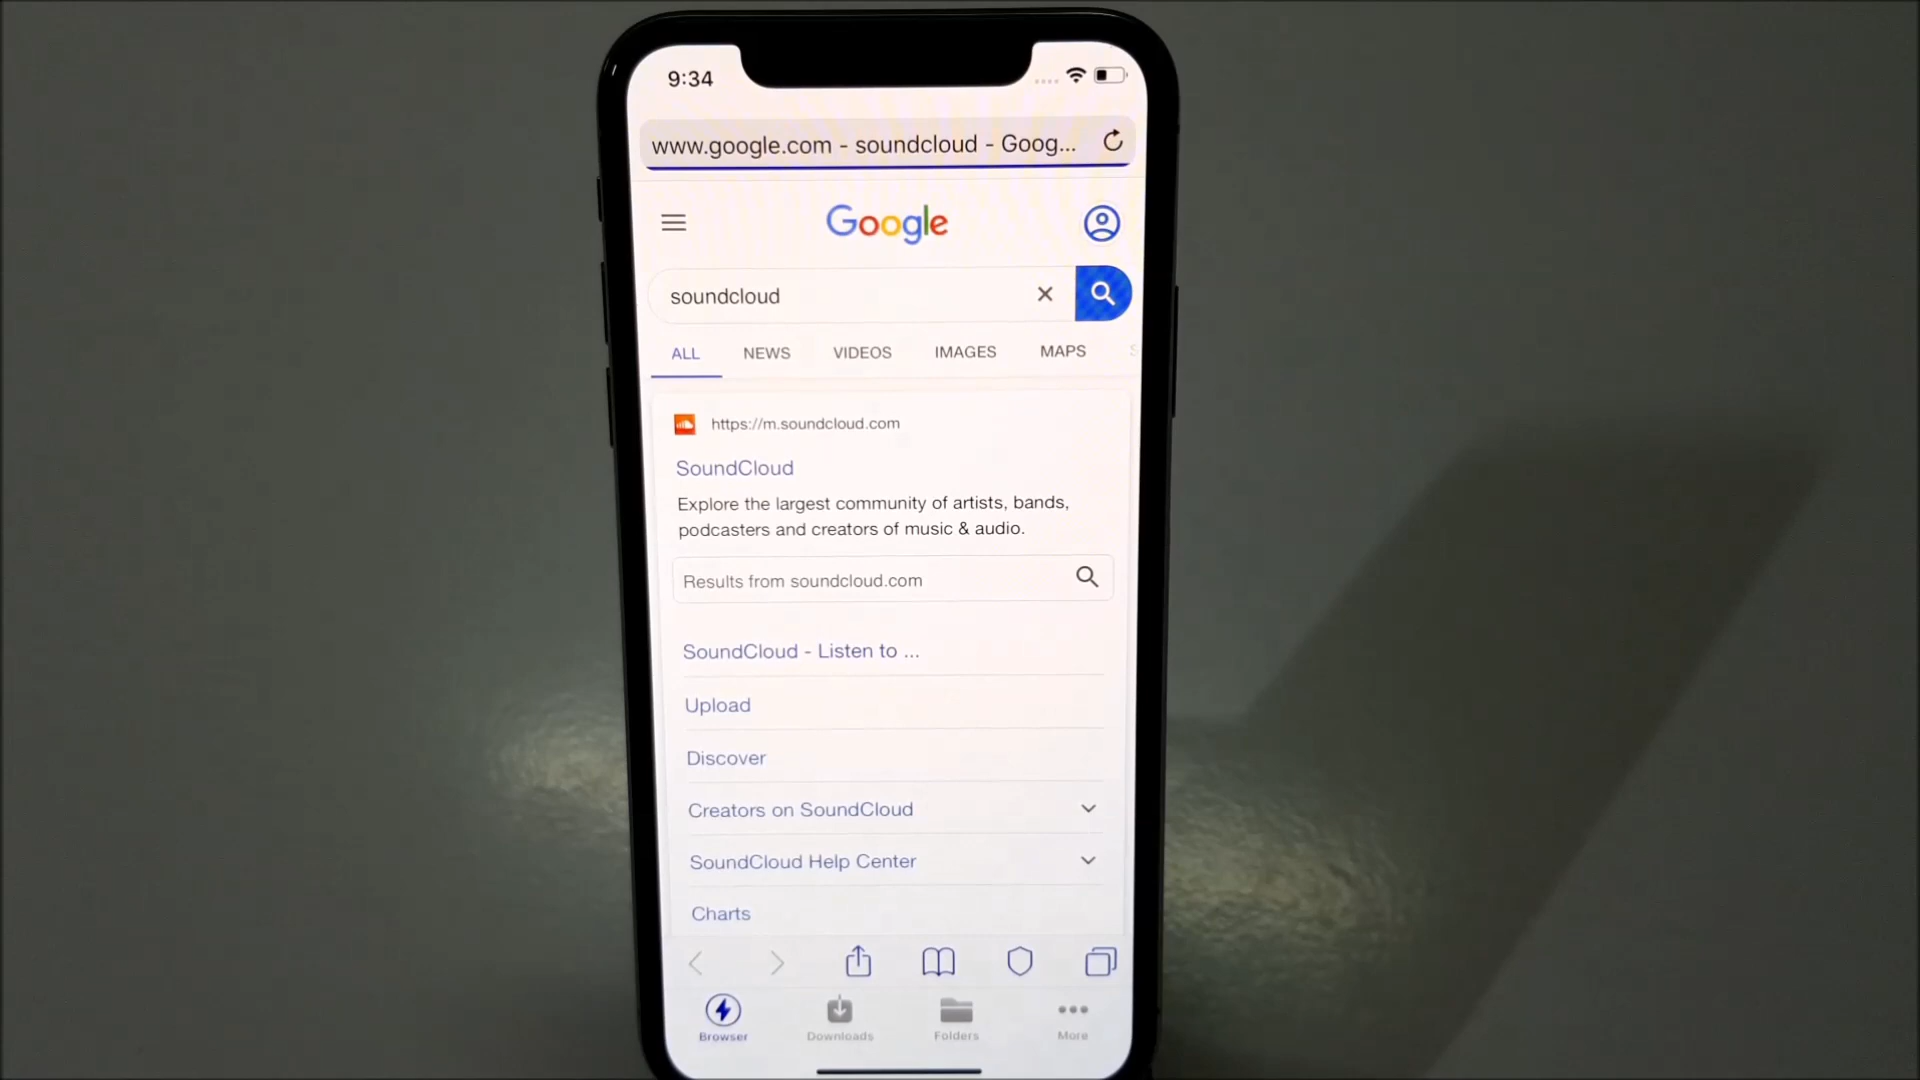 9:34
www.google.com - soundcloud - Goog...
Google
soundcloud
ALL NEWS VIDEOS IMAGES MAPS
https://m.soundcloud.com
SoundCloud
Explore the largest community of artists, bands,
podcasters and creators of music & audio.
Results from soundcloud.com
SoundCloud - Listen to ...
Upload
Discover
Creators on SoundCloud
SoundCloud Help Center
Charts
Browser Downloads Folders More